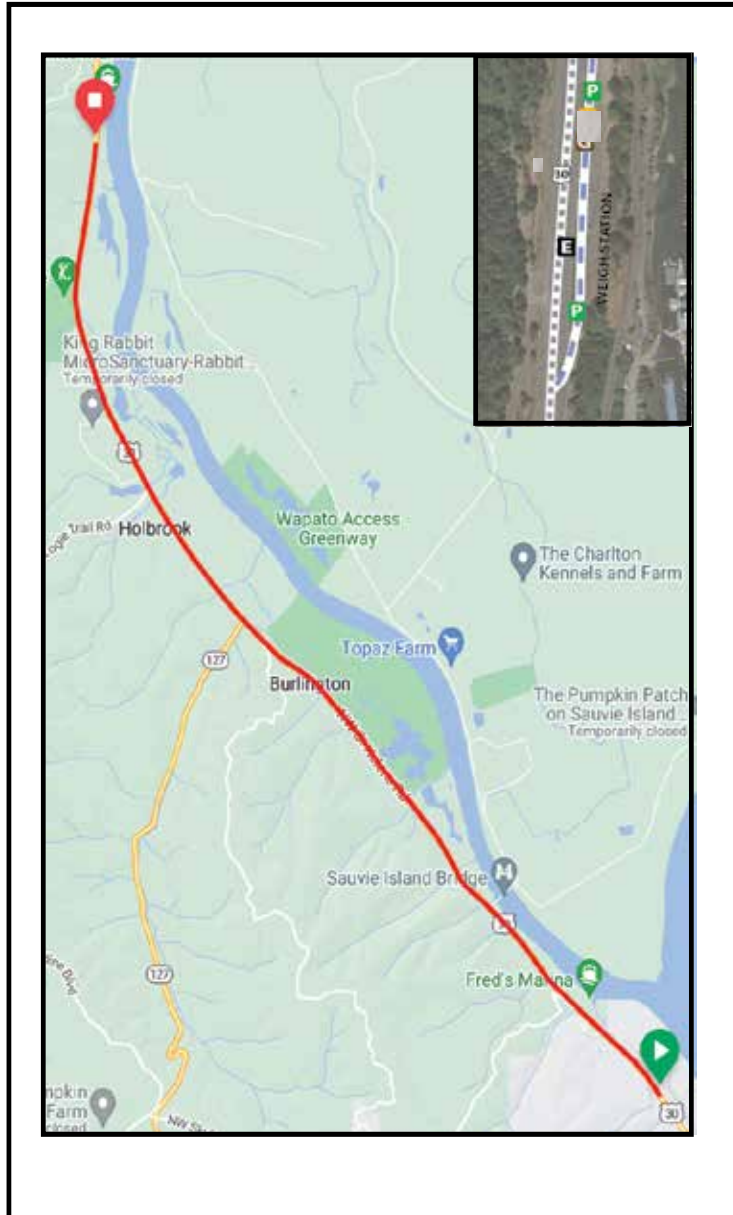 P
30
E
WEIGH STATION
P
King Rabbit
MicroSanctuary-Rabbit...
Temporarily closed
30
Holbrook
Wapato Access
Greenway
The Charlton
Kennels and Farm
127
Topaz Farm
Burlington
The Pumpkin Patch
on Sauvie Island...
Temporarily closed
Sauvie Island Bridge
30
127
Fred's Marina
30
Farm
closed